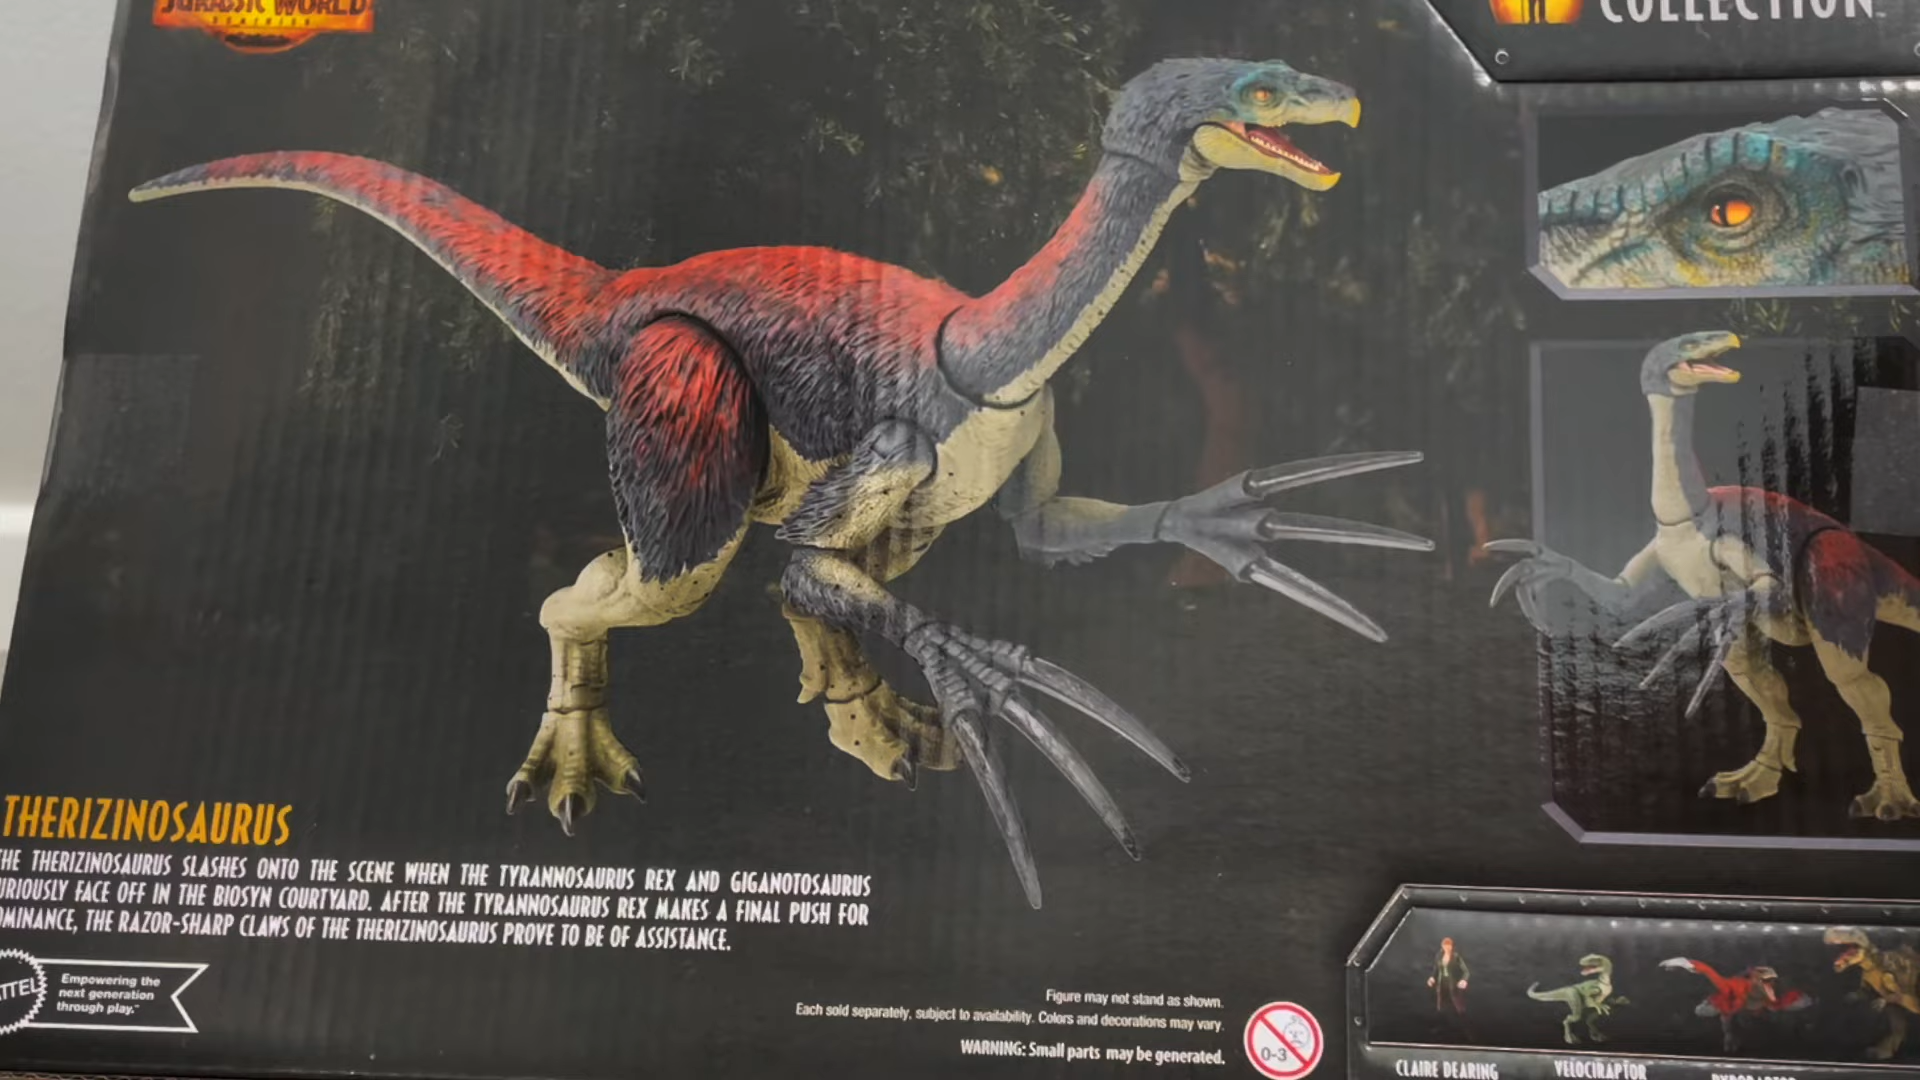 JURASSIC WORLD
DOMINION
COLLECTION
THERIZINOSAURUS
HE THERIZINOSAURUS SLASHES ONTO THE SCENE WHEN THE TYRANNOSAURUS REX AND GIGANOTOSAURUS
URIOUSLY FACE OFF IN THE BIOSYN COURTYARD. AFTER THE TYRANNOSAURUS REX MAKES A FINAL PUSH FOR
OMINANCE, THE RAZOR-SHARP CLAWS OF THE THERIZINOSAURUS PROVE TO BE OF ASSISTANCE.
TTEL
Empowering the
next generation
through play.™
Figure may not stand as shown.
Each sold separately, subject to availability. Colors and decorations may vary.
WARNING: Small parts may be generated.
0-3
CLAIRE DEARING
VELOCIRAPTOR